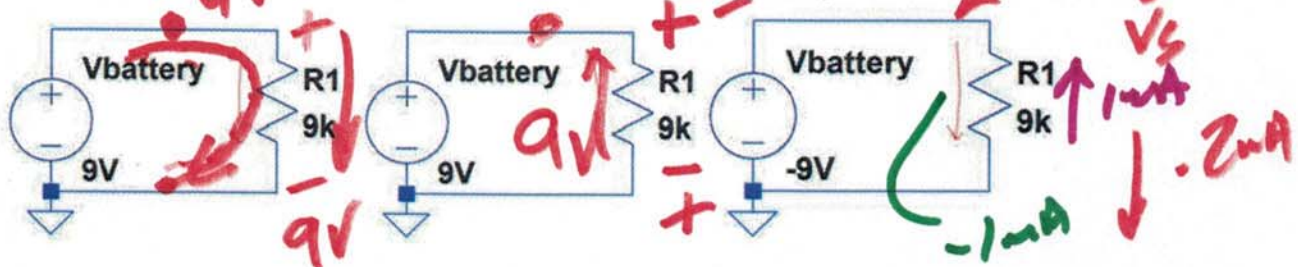 Vbattery
+
R1
9k
-
9V
9V
Vbattery
+
R1
9k
-
9V
9V
+ -
- +
Vbattery
+
R1
9k
-
-9V
Vs
1mA
.2mA
-1mA